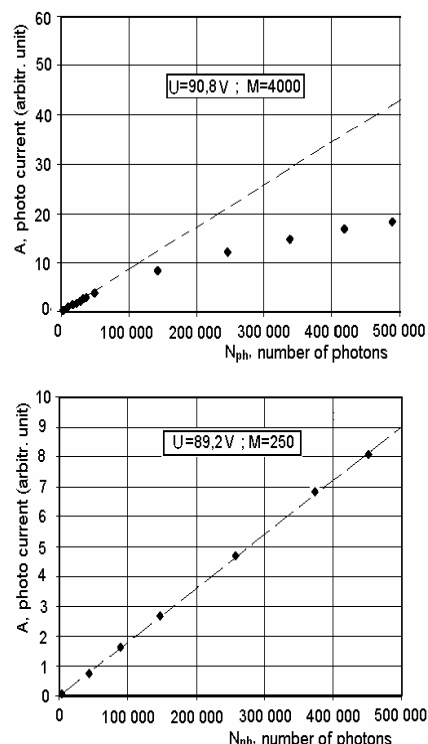 60
50
40
30
20
10
0
A, photo current (arbitr. unit)
U=90,8V ; M=4000
0 100 000 200 000 300 000 400 000 500 000
Nph, number of photons
10
9
8
7
6
5
4
3
2
1
0
A, photo current (arbitr. unit)
U=89,2V ; M=250
0 100 000 200 000 300 000 400 000 500 000
Nph, number of photons